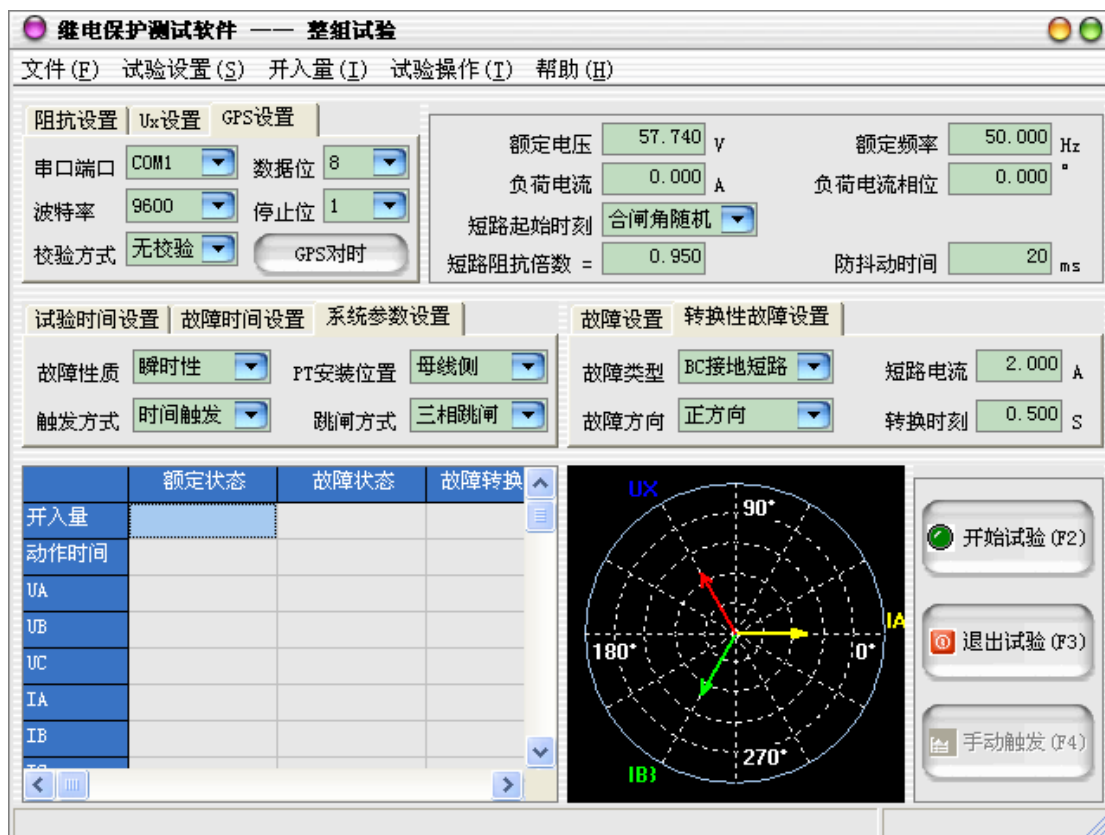 继电保护测试软件 —— 整组试验
文件(F) 试验设置(S) 开入量(I) 试验操作(T) 帮助(H)
阻抗设置 Ux设置 GPS设置
串口端口 COM1 数据位 8
波特率 9600 停止位 1
校验方式 无校验 GPS对时
额定电压 57.740 V 额定频率 50.000 Hz
负荷电流 0.000 A 负荷电流相位 0.000 °
短路起始时刻 合闸角随机
短路阻抗倍数 = 0.950 防抖动时间 20 ms
试验时间设置 故障时间设置 系统参数设置
故障性质 瞬时性 PT安装位置 母线侧
触发方式 时间触发 跳闸方式 三相跳闸
故障设置 转换性故障设置
故障类型 BC接地短路 短路电流 2.000 A
故障方向 正方向 转换时刻 0.500 S
额定状态 故障状态 故障转换
开入量
动作时间
UA
UB
UC
IA
IB
UX
90°
IA
180° 0°
270°
IB
开始试验(F2)
退出试验(F3)
手动触发(F4)